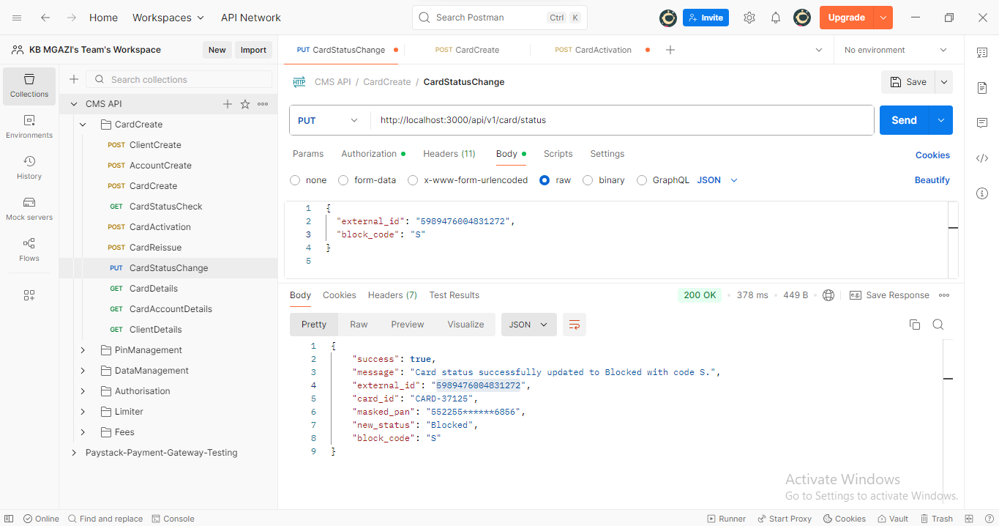 Home Workspaces API Network Search Postman Ctrl K Invite Upgrade
KB MGAZI's Team's Workspace New Import
PUT CardStatusChange POST CardCreate POST CardActivation No environment
Collections
Environments
History
Mock servers
Flows
Search collections
CMS API
CardCreate
POST ClientCreate
POST AccountCreate
POST CardCreate
GET CardStatusCheck
POST CardActivation
POST CardReissue
PUT CardStatusChange
GET CardDetails
GET CardAccountDetails
GET ClientDetails
PinManagement
DataManagement
Authorisation
Limiter
Fees
Paystack-Payment-Gateway-Testing
HTTP CMS API / CardCreate / CardStatusChange Save
PUT http://localhost:3000/api/v1/card/status Send
Params Authorization Headers (11) Body Scripts Settings Cookies
none form-data x-www-form-urlencoded raw binary GraphQL JSON Beautify
1 {
2 "external_id": "5989476004831272",
3 "block_code": "S"
4 }
5
Body Cookies Headers (7) Test Results 200 OK 378 ms 449 B e.g. Save Response
Pretty Raw Preview Visualize JSON
1 {
2 "success": true,
3 "message": "Card status successfully updated to Blocked with code S.",
4 "external_id": "5989476004831272",
5 "card_id": "CARD-37125",
6 "masked_pan": "552255******6856",
7 "new_status": "Blocked",
8 "block_code": "S"
9 }
Activate Windows
Go to Settings to activate Windows.
Online Find and replace Console Runner Start Proxy Cookies Vault Trash